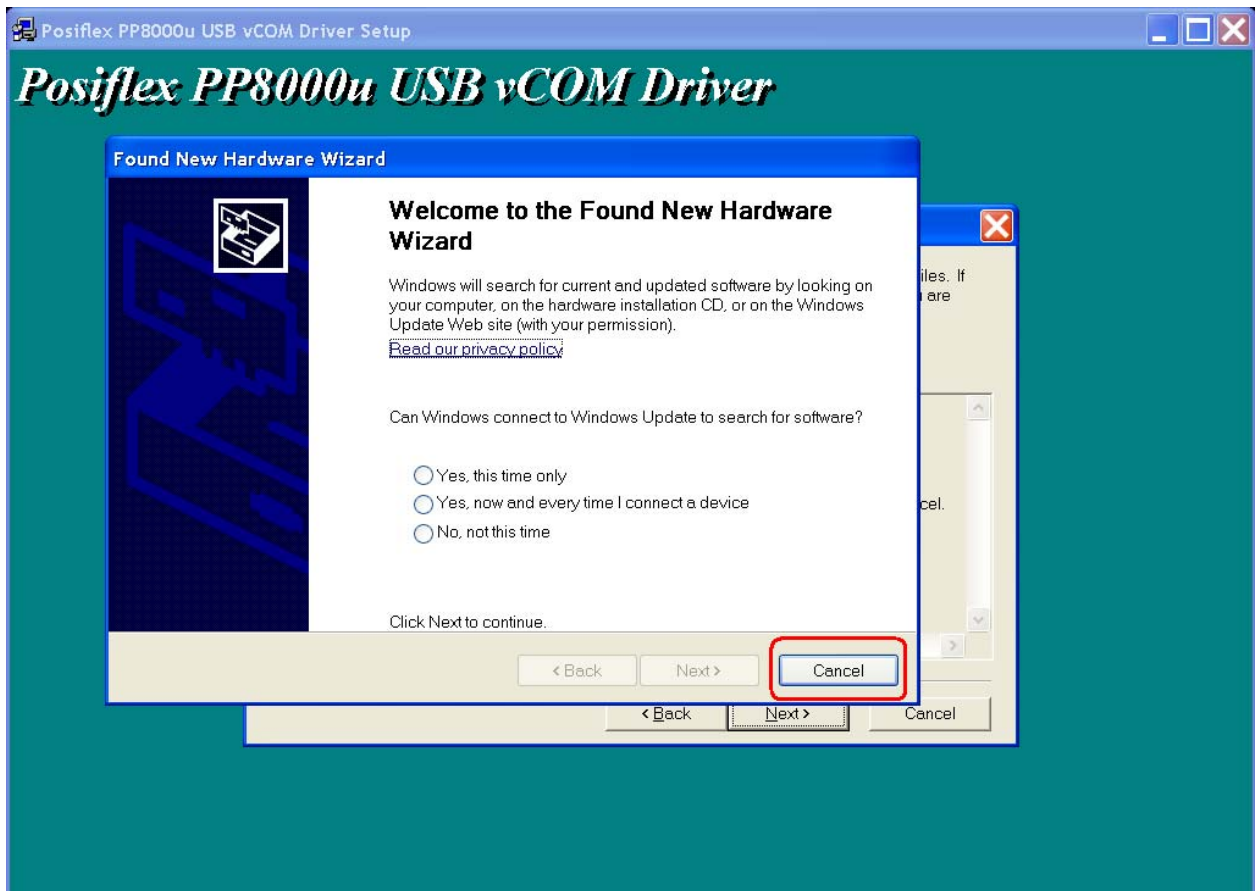 Posiflex PP8000u USB vCOM Driver Setup
Posiflex PP8000u USB vCOM Driver
Found New Hardware Wizard
Welcome to the Found New Hardware
Wizard
Windows will search for current and updated software by looking on
your computer, on the hardware installation CD, or on the Windows
Update Web site (with your permission).
Read our privacy policy
iles. If
are
Can Windows connect to Windows Update to search for software?
Yes, this time only
Yes, now and every time I connect a device
No, not this time
cel.
Click Next to continue.
< Back Next > Cancel
< Back Next > Cancel